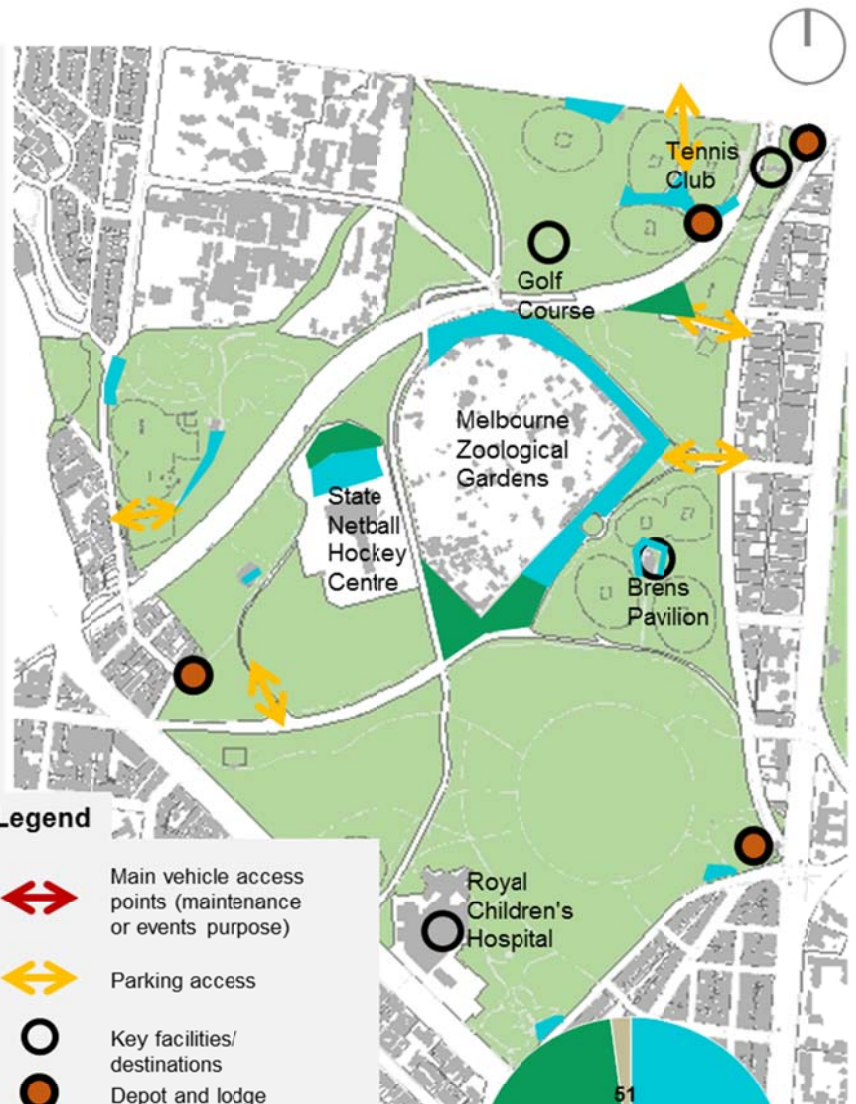 Tennis
Club
Golf
Course
Melbourne
Zoological
Gardens
State
Netball
Hockey
Centre
Brens
Pavilion
Royal
Children's
Hospital
Legend
Main vehicle access
points (maintenance
or events purpose)
Parking access
Key facilities/
destinations
Depot and lodge
51